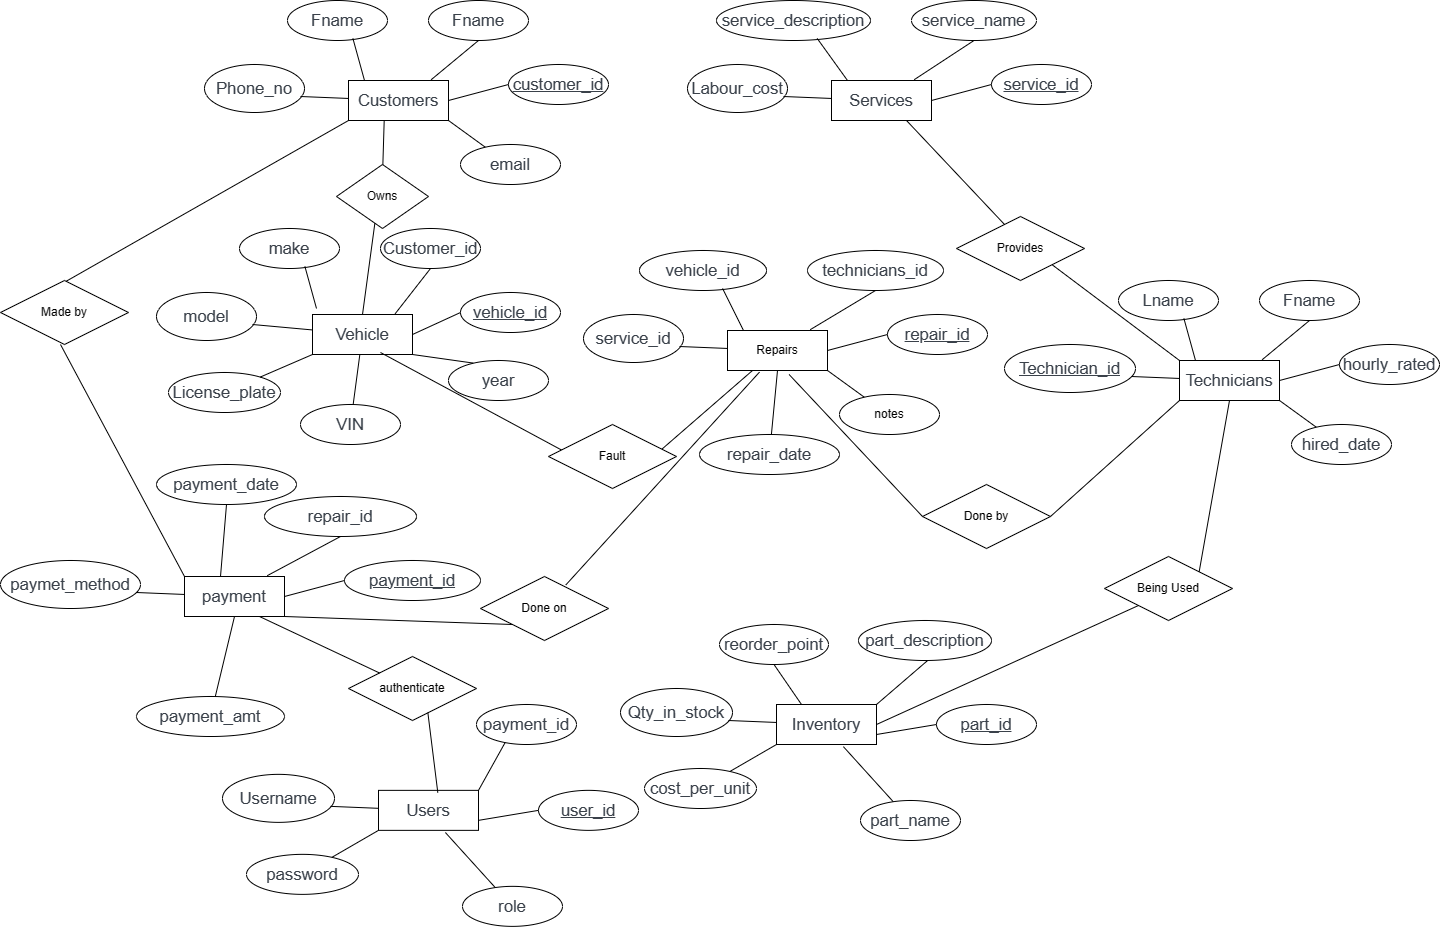 Fname
Fname
Phone_no
customer_id
Customers
email
Owns
service_description
service_name
Labour_cost
service_id
Services
Provides
make
Customer_id
model
vehicle_id
Vehicle
License_plate
year
VIN
Made by
vehicle_id
technicians_id
service_id
repair_id
Repairs
notes
repair_date
Lname
Fname
Technician_id
hourly_rated
Technicians
hired_date
Fault
Done by
Being Used
payment_date
repair_id
paymet_method
payment_id
payment
payment_amt
Done on
authenticate
reorder_point
part_description
Qty_in_stock
part_id
Inventory
cost_per_unit
part_name
payment_id
Username
user_id
Users
password
role